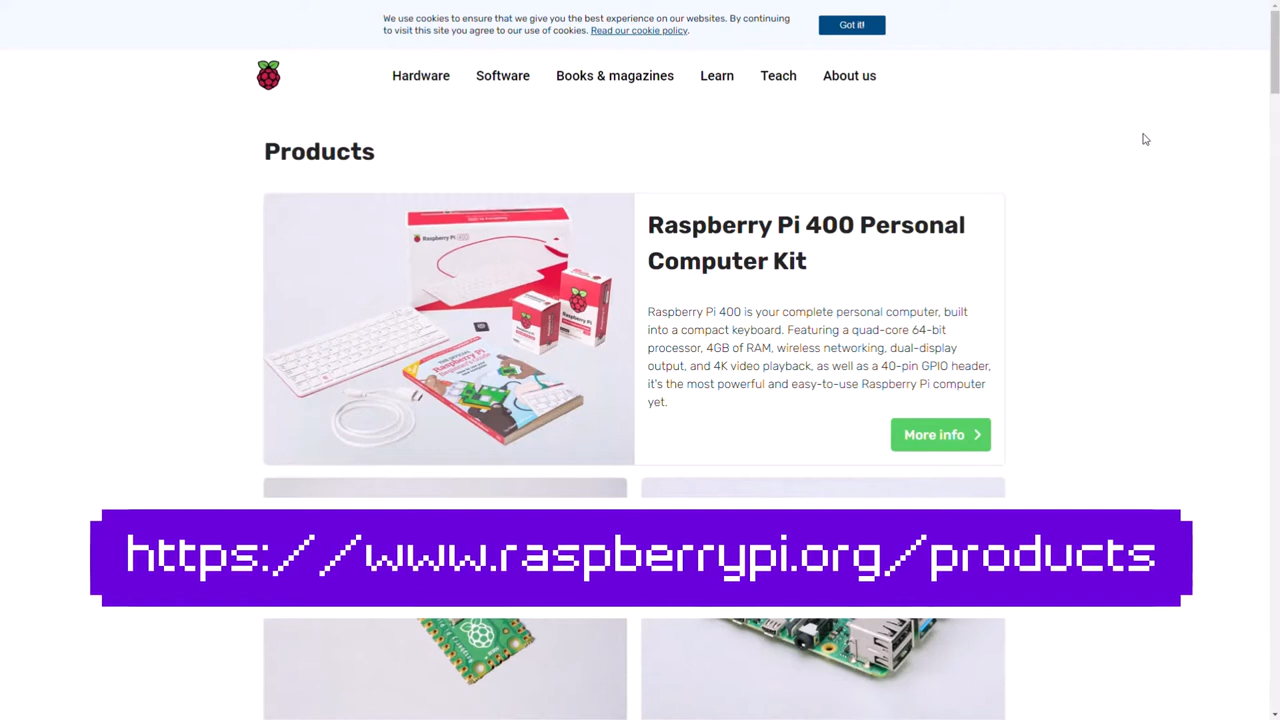 We use cookies to ensure that we give you the best experience on our websites. By continuing
to visit this site you agree to our use of cookies. Read our cookie policy.
Got it!
Hardware
Software
Books & magazines
Learn
Teach
About us
Products
Raspberry Pi 400
Raspberry Pi 400 Personal
Computer Kit
Raspberry Pi 400 is your complete personal computer, built
into a compact keyboard. Featuring a quad-core 64-bit
processor, 4GB of RAM, wireless networking, dual-display
output, and 4K video playback, as well as a 40-pin GPIO header,
it's the most powerful and easy-to-use Raspberry Pi computer
yet.
More info
https://www.raspberrypi.org/products